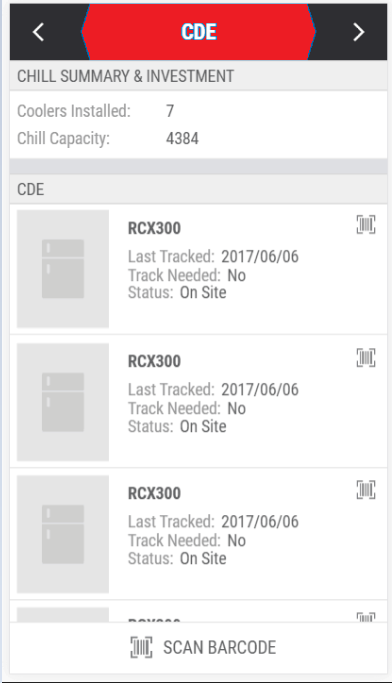 CDE
CHILL SUMMARY & INVESTMENT
Coolers Installed: 7
Chill Capacity: 4384
CDE
RCX300
Last Tracked: 2017/06/06
Track Needed: No
Status: On Site
RCX300
Last Tracked: 2017/06/06
Track Needed: No
Status: On Site
RCX300
Last Tracked: 2017/06/06
Track Needed: No
Status: On Site
SCAN BARCODE